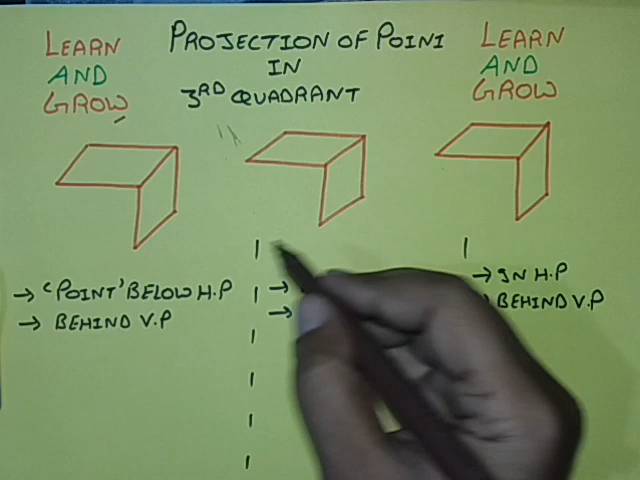 LEARN
AND
GROW
PROJECTION OF POINT
IN
3RD QUADRANT
LEARN
AND
GROW
→ 'POINT' BELOW H.P
→ BEHIND V.P
→
→
→ IN H.P
→ BEHIND V.P